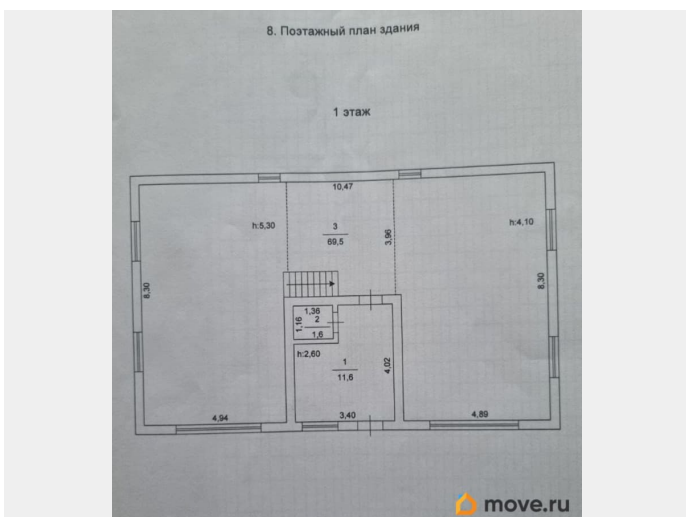 8. Поэтажный план здания
1 этаж
10,47
h:5,30
3
69,5
3,96
h:4,10
8,30
8,30
1,36
1,16
2
1,6
h:2,60
1
11,6
4,02
4,94
3,40
4,89
move.ru